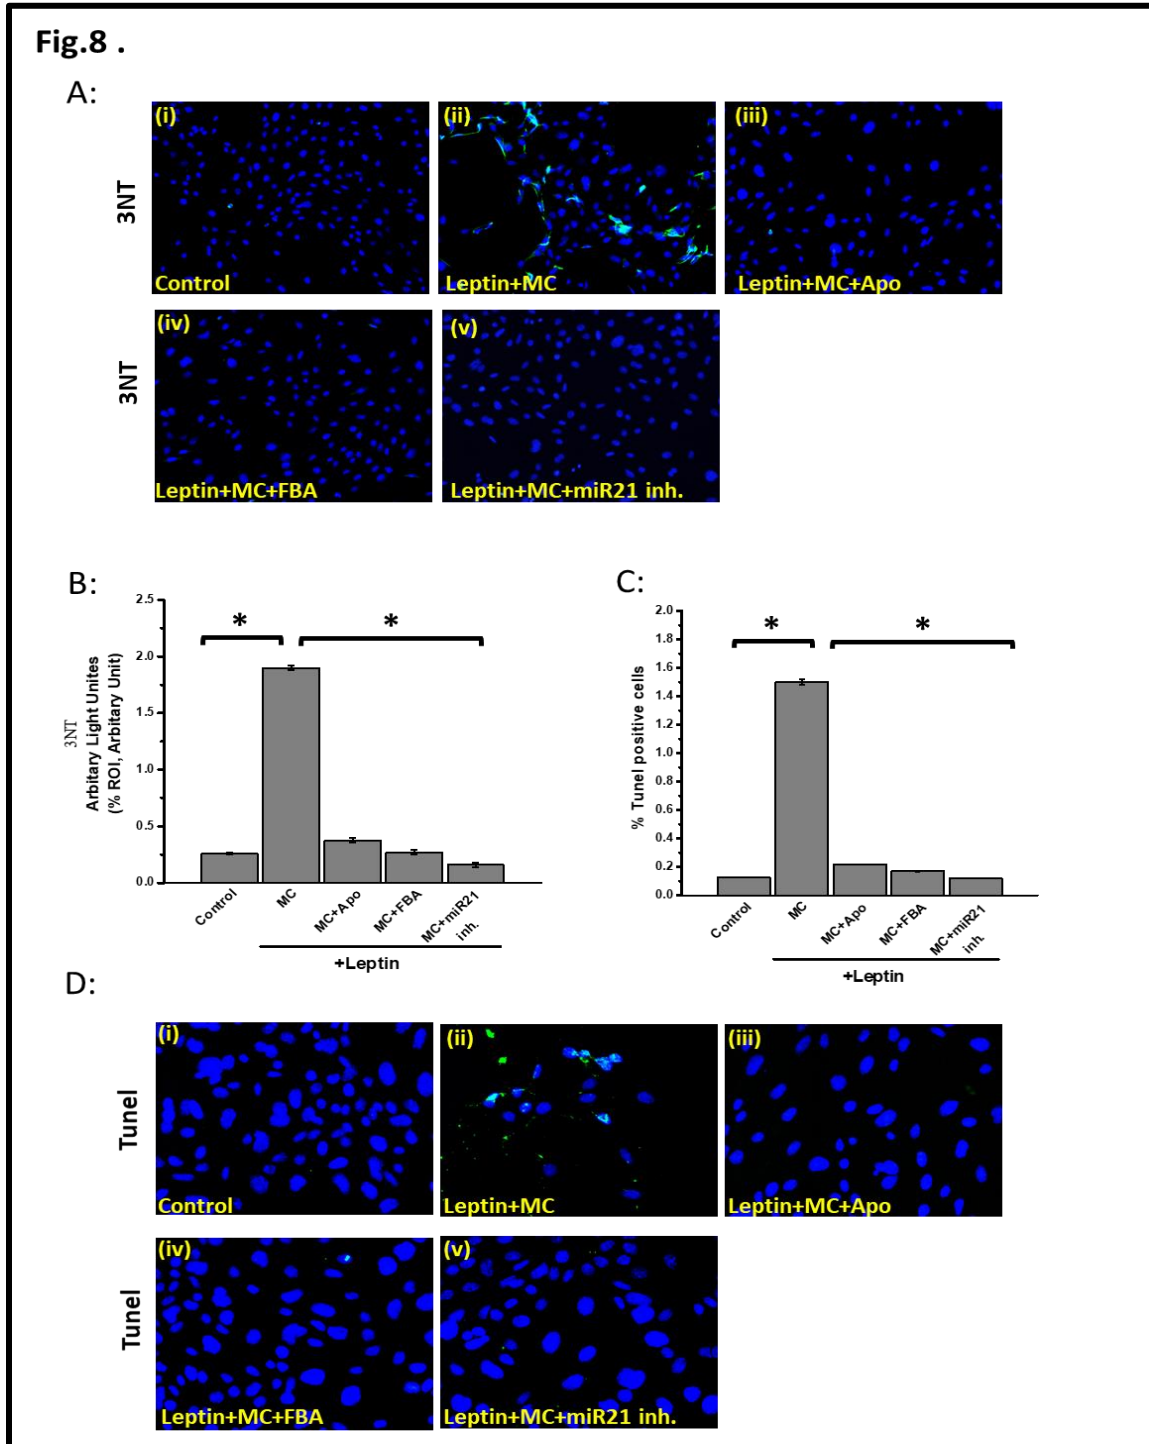 Fig.8 .
A:
3NT
(i)
Control
(ii)
Leptin+MC
(iii)
Leptin+MC+Apo
3NT
(iv)
Leptin+MC+FBA
(v)
Leptin+MC+miR21 inh.
B:
3NT
Arbitary Light Unites
(% ROI, Arbitary Unit)
2.5
2.0
1.5
1.0
0.5
0.0
*
*
Control
MC
MC+Apo
MC+FBA
MC+miR21
inh.
+Leptin
C:
% Tunel positive cells
2.0
1.8
1.6
1.4
1.2
1.0
0.8
0.6
0.4
0.2
0.0
*
*
Control
MC
MC+Apo
MC+FBA
MC+miR21
inh.
+Leptin
D:
Tunel
(i)
Control
(ii)
Leptin+MC
(iii)
Leptin+MC+Apo
Tunel
(iv)
Leptin+MC+FBA
(v)
Leptin+MC+miR21 inh.